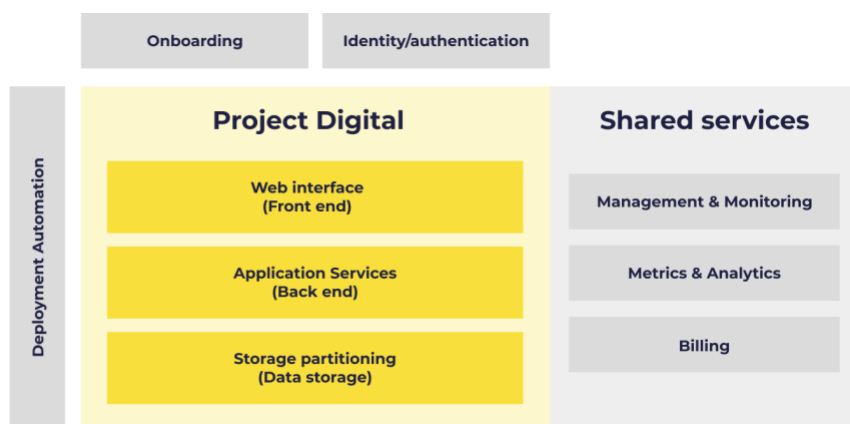 Onboarding
Identity/authentication
Deployment Automation
Project Digital
Web interface
(Front end)
Application Services
(Back end)
Storage partitioning
(Data storage)
Shared services
Management & Monitoring
Metrics & Analytics
Billing